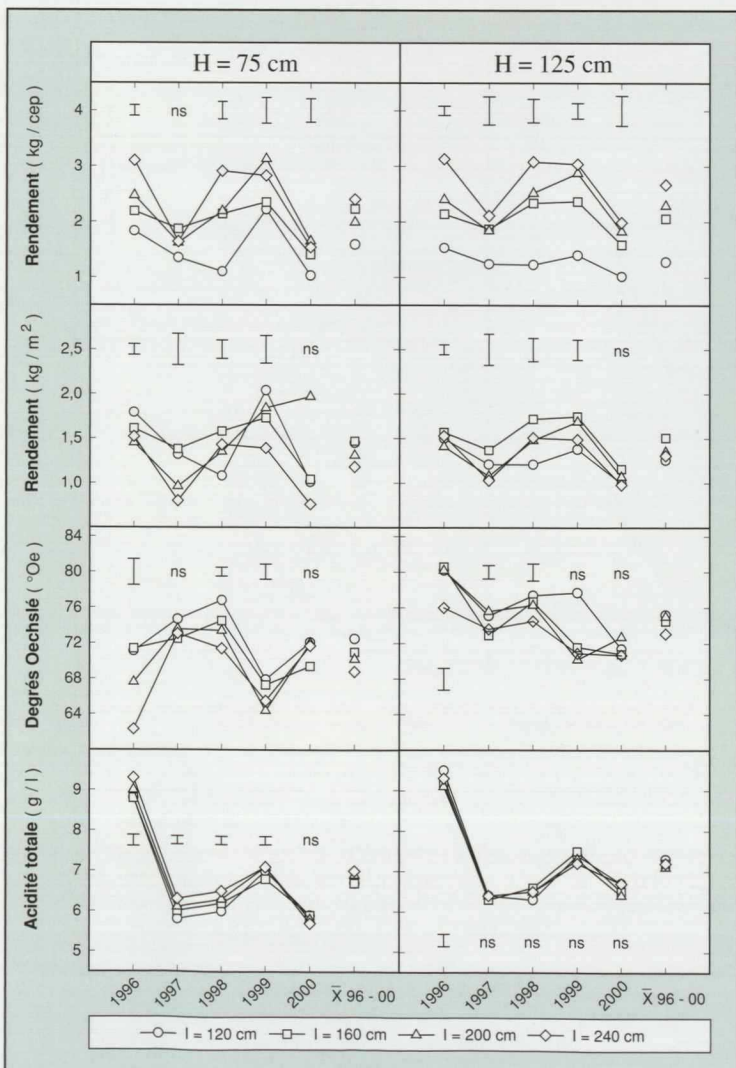 H = 75 cm
H = 125 cm
Rendement ( kg / cep)
4
3
2
1
ns
Rendement ( kg / m² )
2,5
2,0
1,5
1,0
ns
ns
Degrés Oechslé ( °Oe)
84
80
76
72
68
64
ns
ns
ns
ns
Acidité totale ( g / l )
9
8
7
6
5
ns
ns
ns
ns
ns
1996
1997
1998
1999
2000
X̄ 96 - 00
1996
1997
1998
1999
2000
X̄ 96 - 00
I = 120 cm
I = 160 cm
I = 200 cm
I = 240 cm